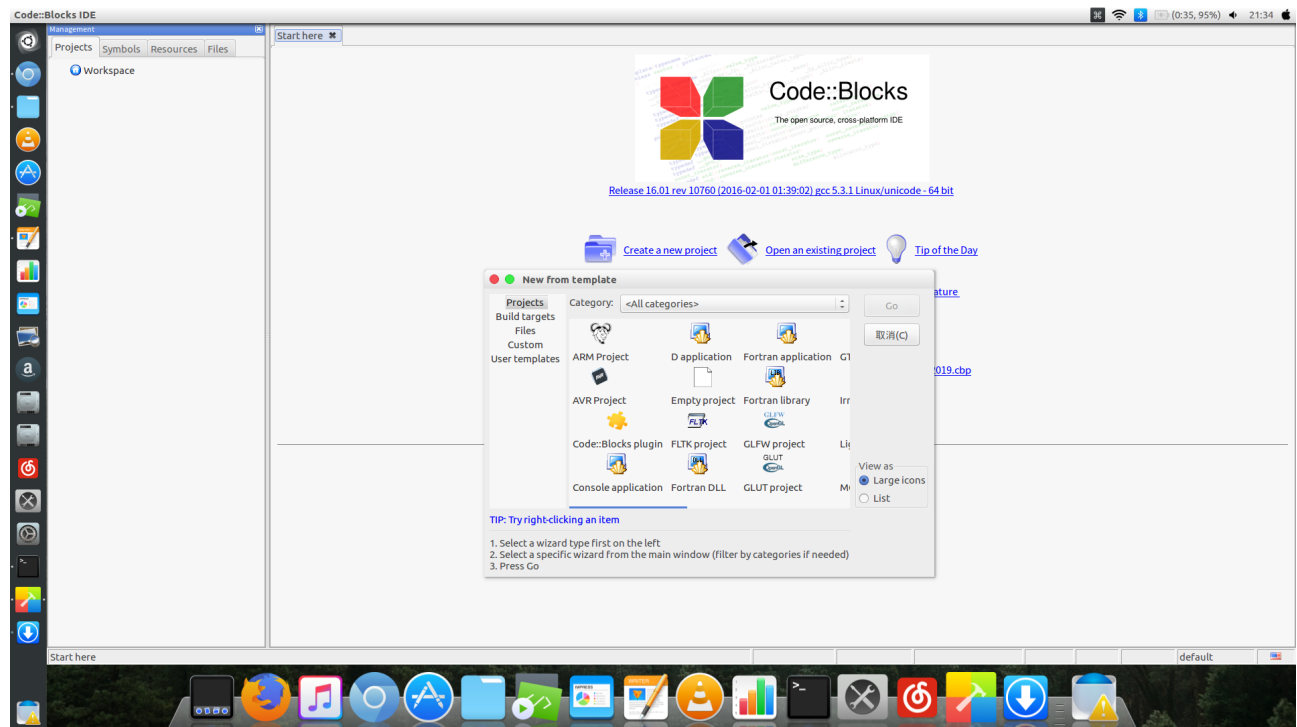 Code::Blocks IDE
(0:35, 95%)
21:34
Management
Projects Symbols Resources Files
Workspace
Start here
Code::Blocks
The open source, cross-platform IDE
Release 16.01 rev 10760 (2016-02-01 01:39:02) gcc 5.3.1 Linux/unicode - 64 bit
Create a new project Open an existing project Tip of the Day
ature
2019.cbp
New from template
Projects
Build targets
Files
Custom
User templates
Category: <All categories>
Go
取消(C)
ARM Project D application Fortran application GT
AVR Project Empty project Fortran library Irr
Code::Blocks plugin FLTK project GLFW project Lig
Console application Fortran DLL GLUT project
View as
Large icons
List
TIP: Try right-clicking an item
1. Select a wizard type first on the left
2. Select a specific wizard from the main window (filter by categories if needed)
3. Press Go
Start here
default